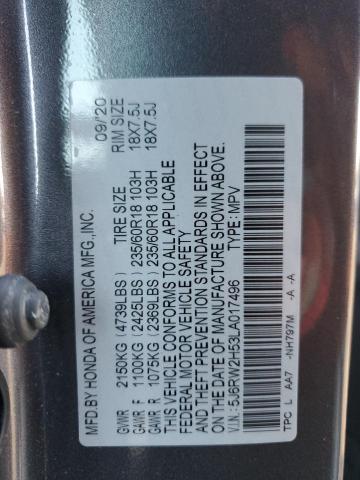 MFD.BY HONDA OF AMERICA MFG.,INC. 09/20
GVWR 2150KG (4739LBS) TIRE SIZE RIM SIZE
GAWR F 1100KG (2425LBS) 235/60R18 103H 18X7.5J
GAWR R 1075KG (2369LBS) 235/60R18 103H 18X7.5J
THIS VEHICLE CONFORMS TO ALL APPLICABLE
FEDERAL MOTOR VEHICLE SAFETY
AND THEFT PREVENTION STANDARDS IN EFFECT
ON THE DATE OF MANUFACTURE SHOWN ABOVE.
V.I.N.: 5J6RW2H53LA017496 TYPE: MPV
TPC L AA7 -NH797M -A -A